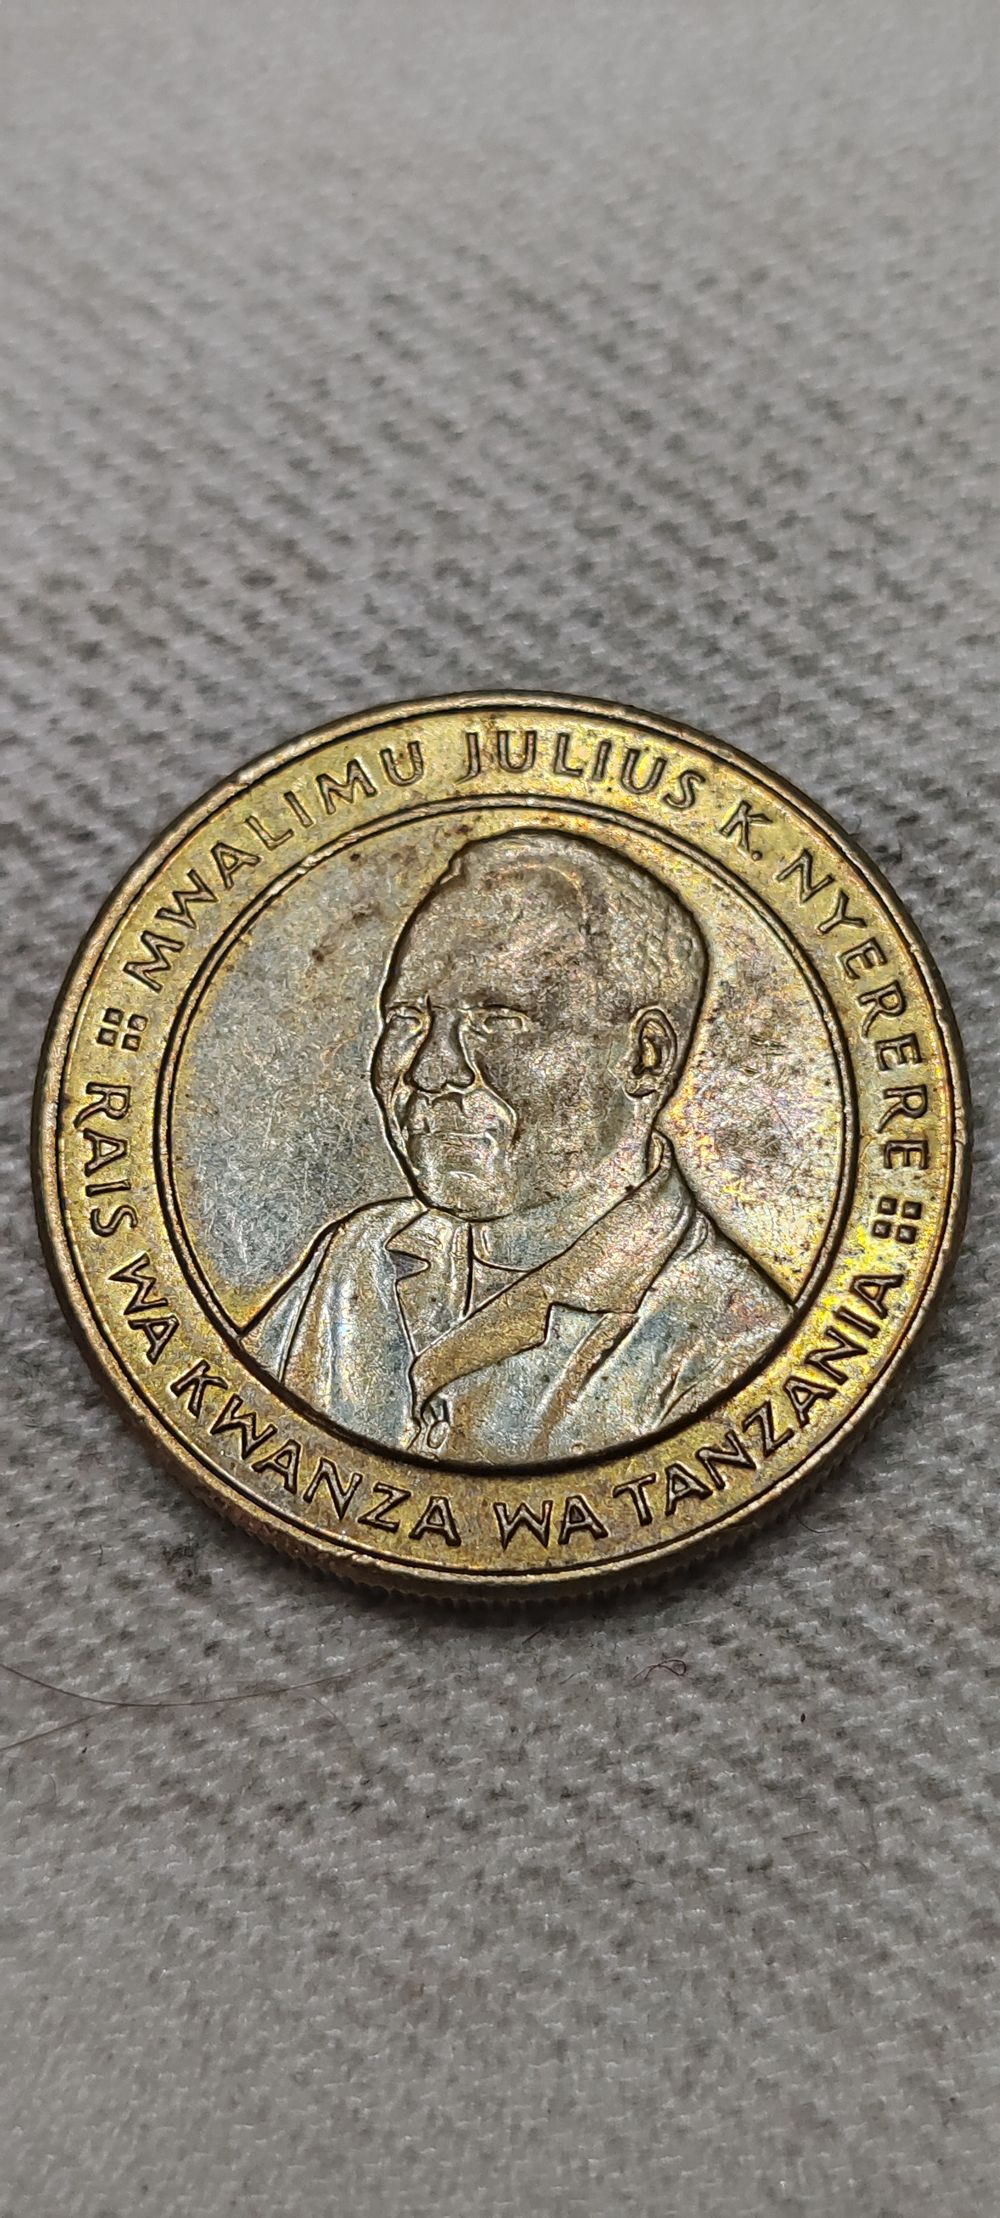 MWALIMU JULIUS K. NYERERE
RAIS WA KWANZA WA TANZANIA